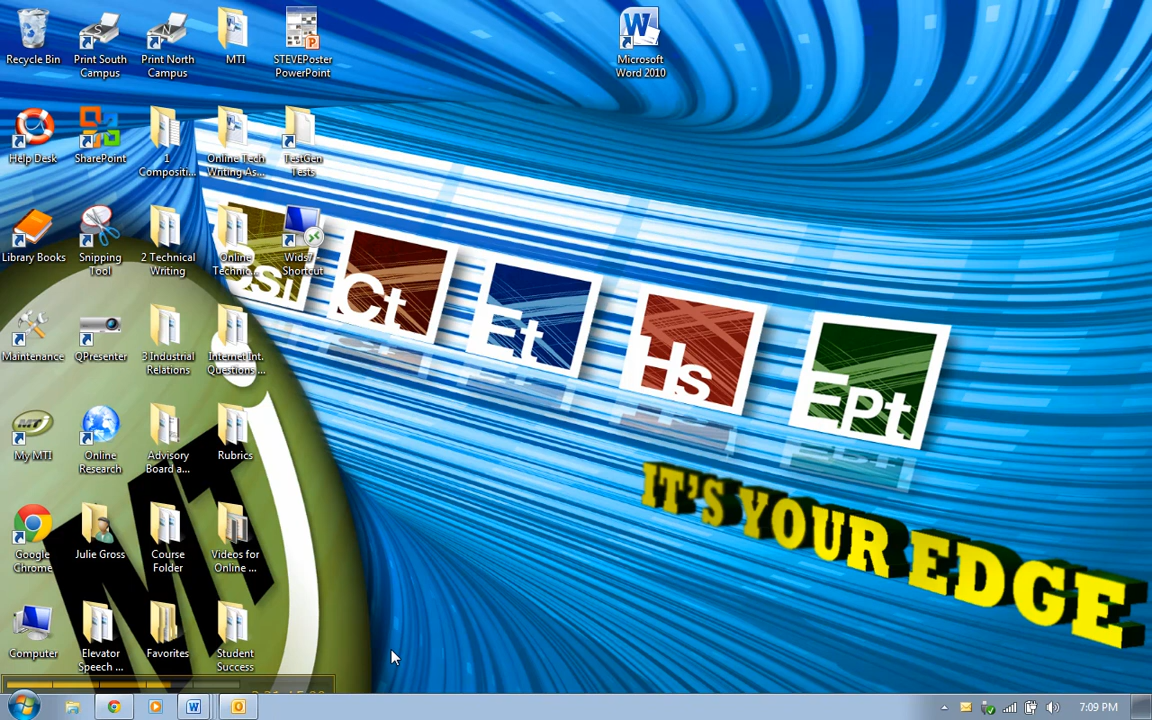 Recycle Bin
Print South
Campus
Print North
Campus
MTI
STEVEPoster
PowerPoint
Microsoft
Word 2010
Help Desk
SharePoint
1
Compositi...
Online Tech
Writing As...
TestGen
Tests
Library Books
Snipping
Tool
2 Technical
Writing
Online
Technic...
Wids7 -
Shortcut
Ct
Et
Hs
Ept
Maintenance
QPresenter
3 Industrial
Relations
Internet Int.
Questions ...
My MTI
Online
Research
Advisory
Board a...
Rubrics
IT'S YOUR EDGE
Google
Chrome
Julie Gross
Course
Folder
Videos for
Online ...
MTI
Computer
Elevator
Speech ...
Favorites
Student
Success
7:09 PM